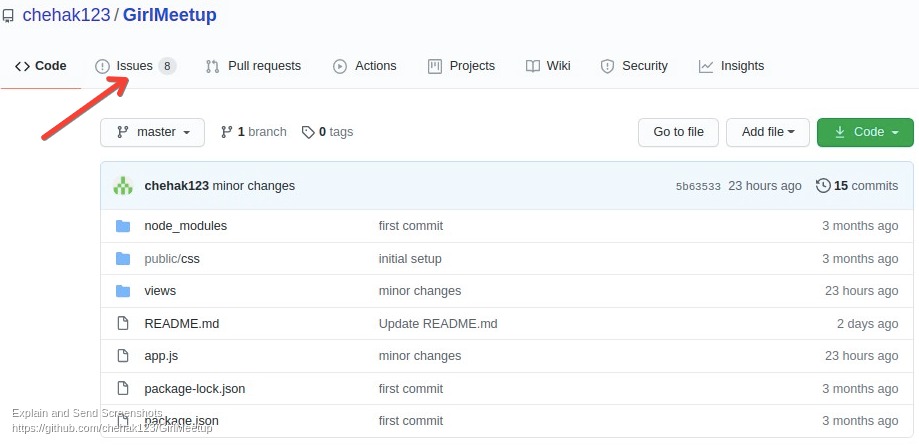 chehak123 / GirlMeetup
Code Issues 8 Pull requests Actions Projects Wiki Security Insights
master 1 branch 0 tags Go to file Add file Code
chehak123 minor changes 5b63533 23 hours ago 15 commits
node_modules first commit 3 months ago
public/css initial setup 3 months ago
views minor changes 23 hours ago
README.md Update README.md 2 days ago
app.js minor changes 23 hours ago
package-lock.json first commit 3 months ago
package.json first commit 3 months ago
Explain and Send Screenshots
https://github.com/chehak123/GirlMeetup